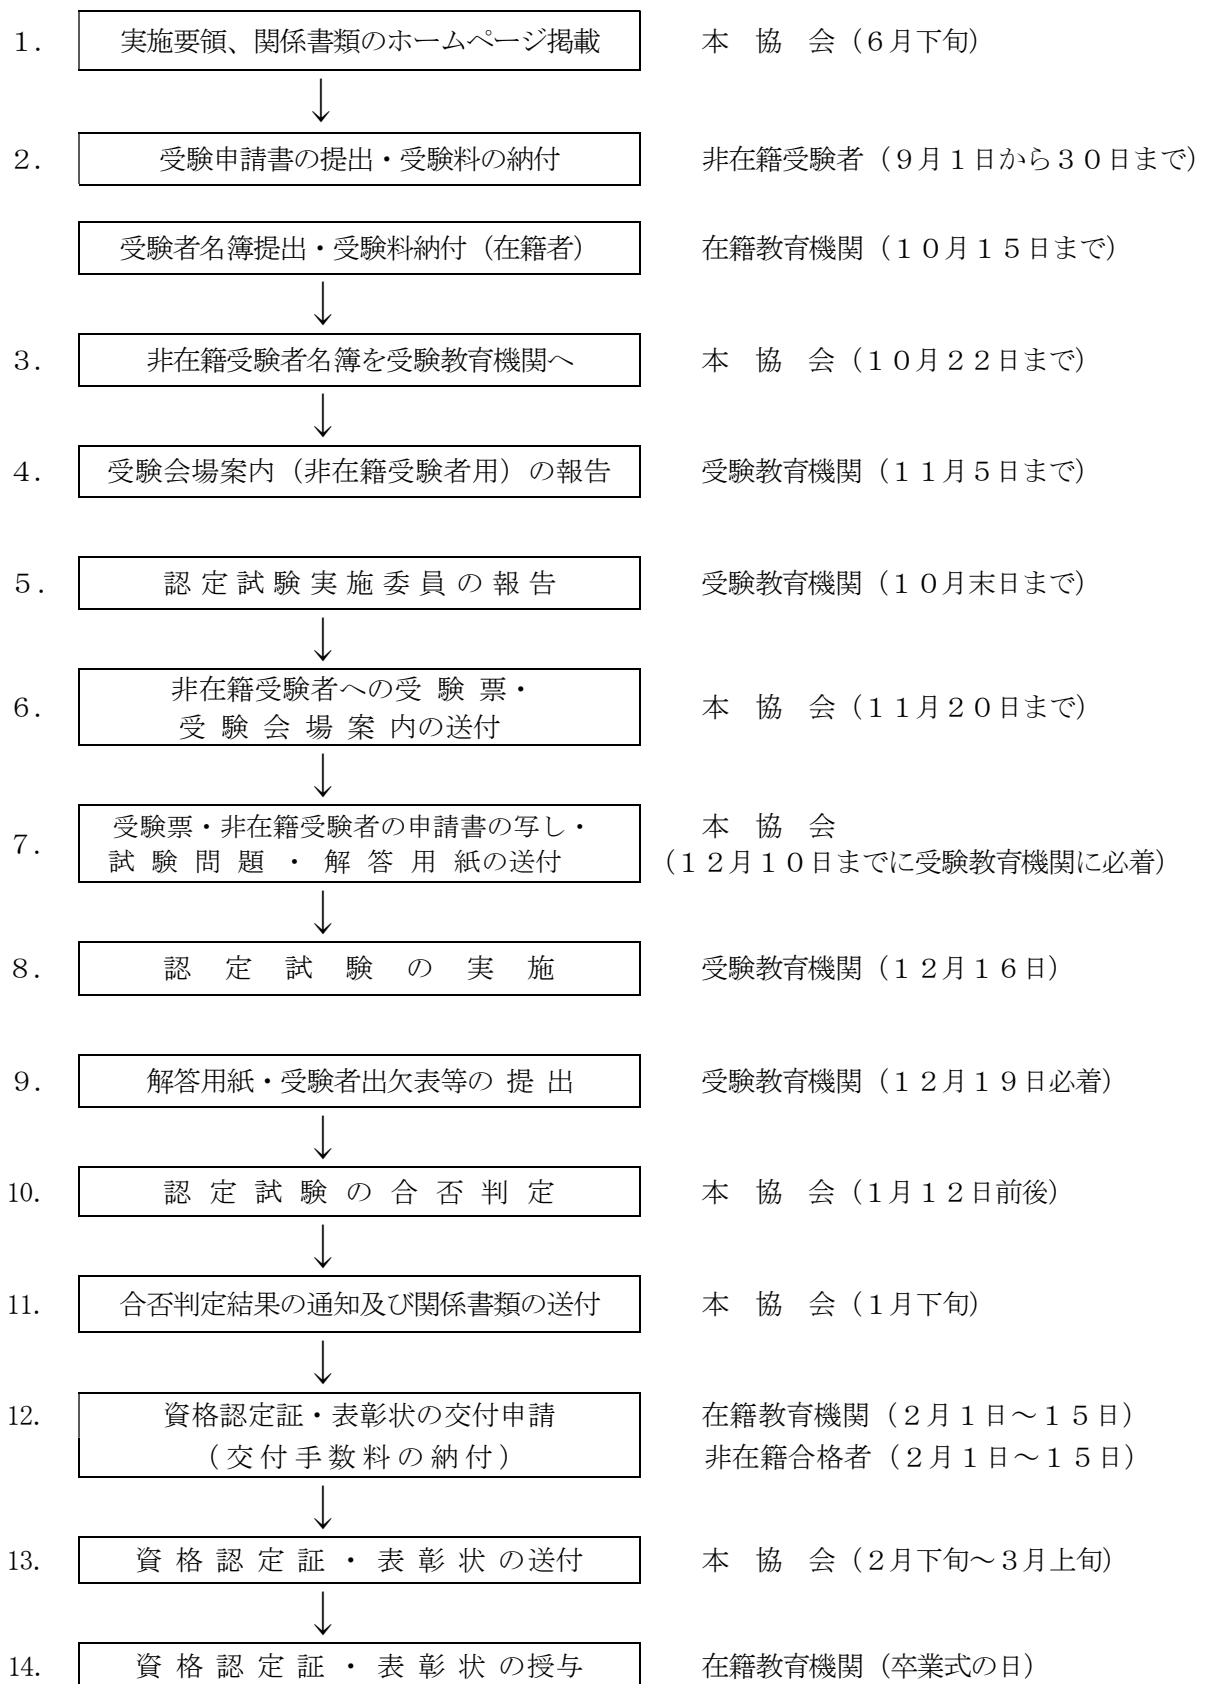 １. 実施要領、関係書類のホームページ掲載 本　協　会（６月下旬）
２. 受験申請書の提出・受験料の納付 非在籍受験者（９月１日から３０日まで）
受験者名簿提出・受験料納付（在籍者） 在籍教育機関（１０月１５日まで）
３. 非在籍受験者名簿を受験教育機関へ 本　協　会（１０月２２日まで）
４. 受験会場案内（非在籍受験者用）の報告 受験教育機関（１１月５日まで）
５. 認 定 試 験 実 施 委 員 の 報 告 受験教育機関（１０月末日まで）
６. 非在籍受験者への受 験 票・
受 験 会 場 案 内の送付 本　協　会（１１月２０日まで）
７. 受験票・非在籍受験者の申請書の写し・ 本　協　会
試 験 問 題 ・ 解 答 用 紙の送付 （１２月１０日までに受験教育機関に必着）
８. 認　定　試　験　の　実　施 受験教育機関（１２月１６日）
９. 解答用紙・受験者出欠表等の 提 出 受験教育機関（１２月１９日必着）
10. 認 定 試 験 の 合 否 判 定 本　協　会（１月１２日前後）
11. 合否判定結果の通知及び関係書類の送付 本　協　会（１月下旬）
12. 資格認定証・表彰状の交付申請 在籍教育機関（２月１日～１５日）
（交 付 手 数 料 の 納 付） 非在籍合格者（２月１日～１５日）
13. 資 格 認 定 証 ・ 表 彰 状 の送付 本　協　会（２月下旬～３月上旬）
14. 資 格 認 定 証 ・ 表 彰 状 の授与 在籍教育機関（卒業式の日）